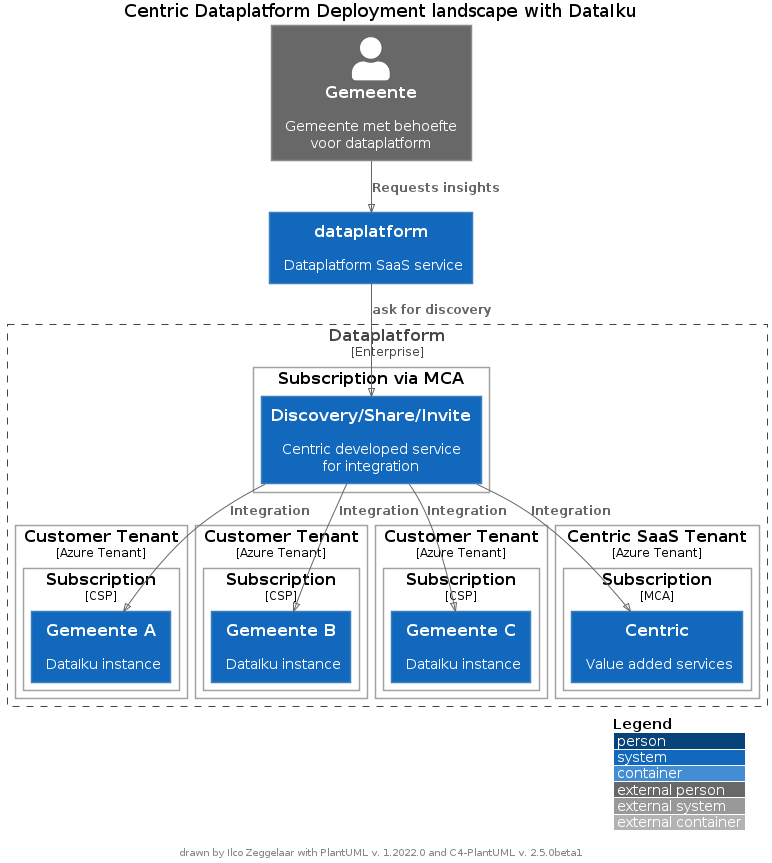 Centric Dataplatform Deployment landscape with DataIku
Gemeente
Gemeente met behoefte
voor dataplatform
Requests insights
dataplatform
Dataplatform SaaS service
ask for discovery
Dataplatform
[Enterprise]
Subscription via MCA
Discovery/Share/Invite
Centric developed service
for integration
Integration Integration Integration Integration
Customer Tenant Customer Tenant Customer Tenant Centric SaaS Tenant
[Azure Tenant] [Azure Tenant] [Azure Tenant] [Azure Tenant]
Subscription Subscription Subscription Subscription
[CSP] [CSP] [CSP] [MCA]
Gemeente A Gemeente B Gemeente C Centric
DataIku instance DataIku instance DataIku instance Value added services
Legend
person
system
container
external person
external system
external container
drawn by Ilco Zeggelaar with PlantUML v. 1.2022.0 and C4-PlantUML v. 2.5.0beta1